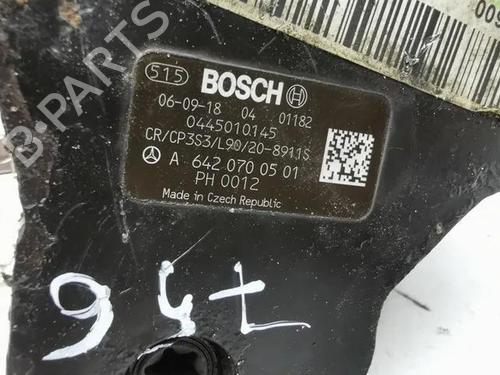 515 BOSCH
06-09-18 04 01182
0445010145
CR/CP3S3/L90/20-8911S
A 642 070 05 01
PH 0012
Made in Czech Republic
00
B-PARTS